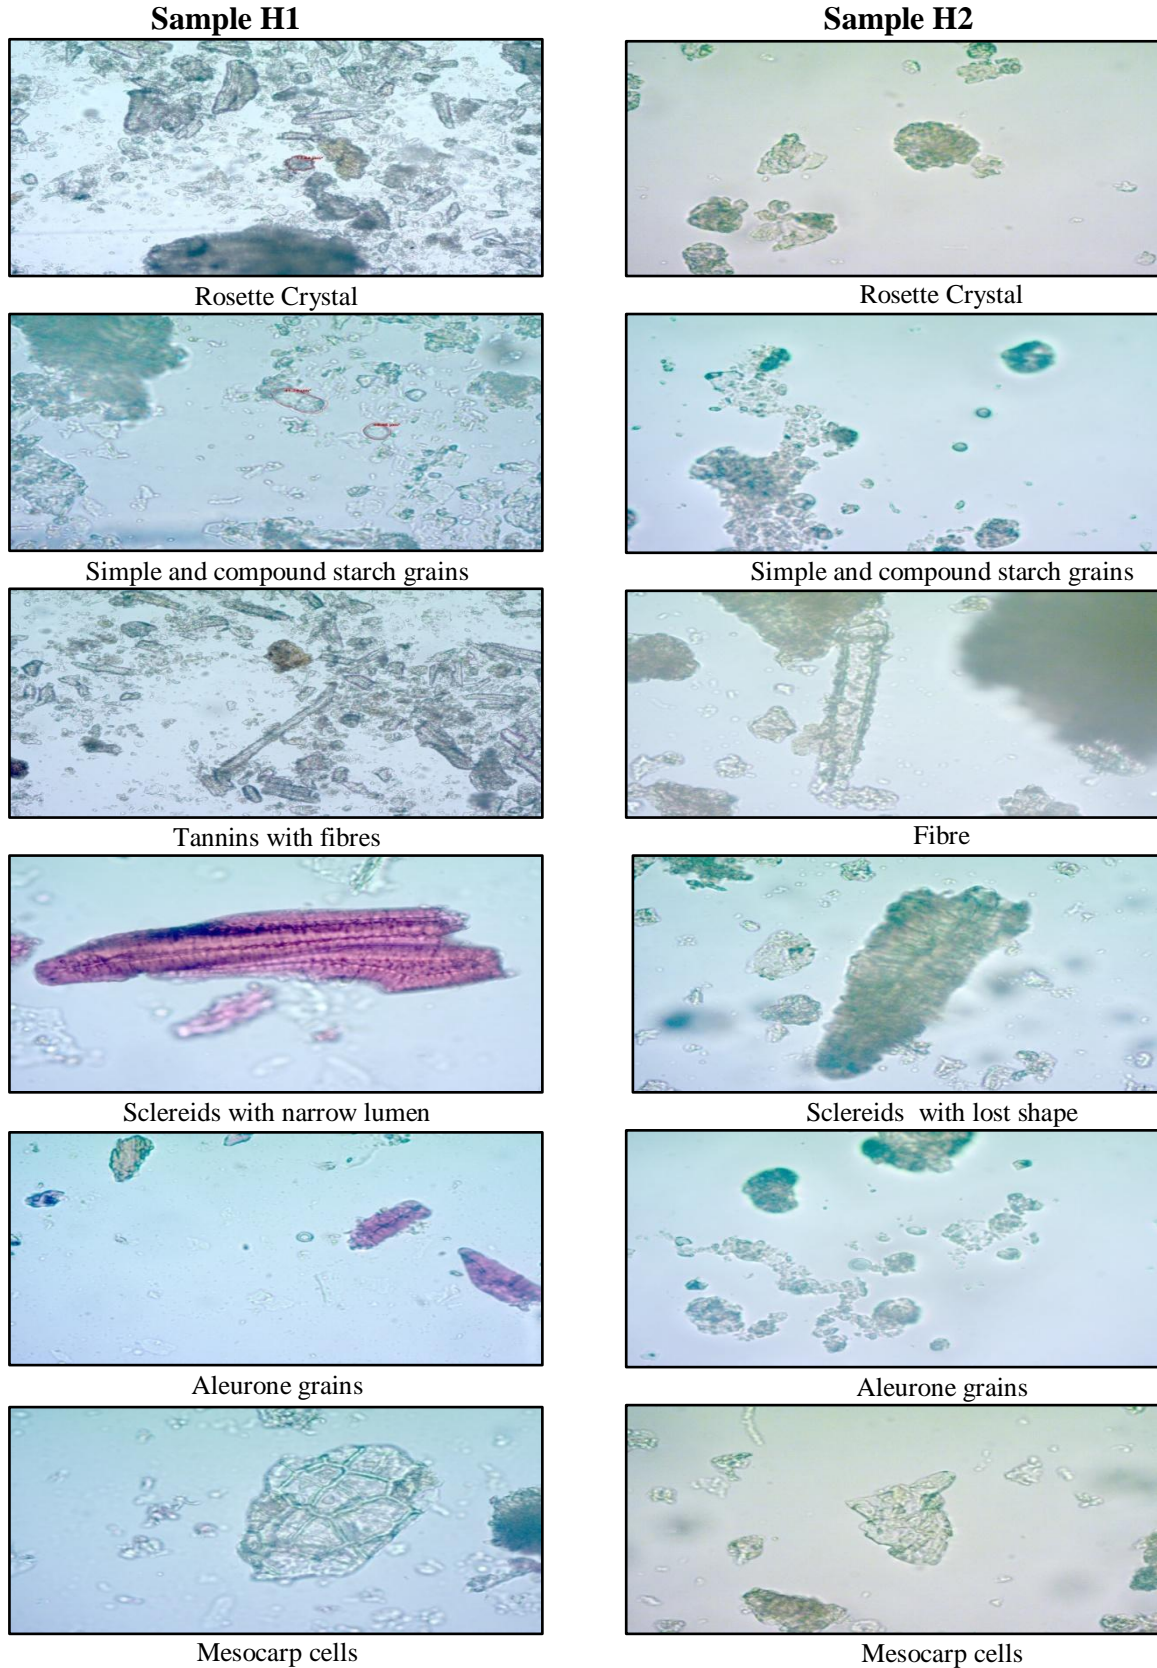 Sample H1
Sample H2
Rosette Crystal
Rosette Crystal
Simple and compound starch grains
Simple and compound starch grains
Tannins with fibres
Fibre
Sclereids with narrow lumen
Sclereids with lost shape
Aleurone grains
Aleurone grains
Mesocarp cells
Mesocarp cells